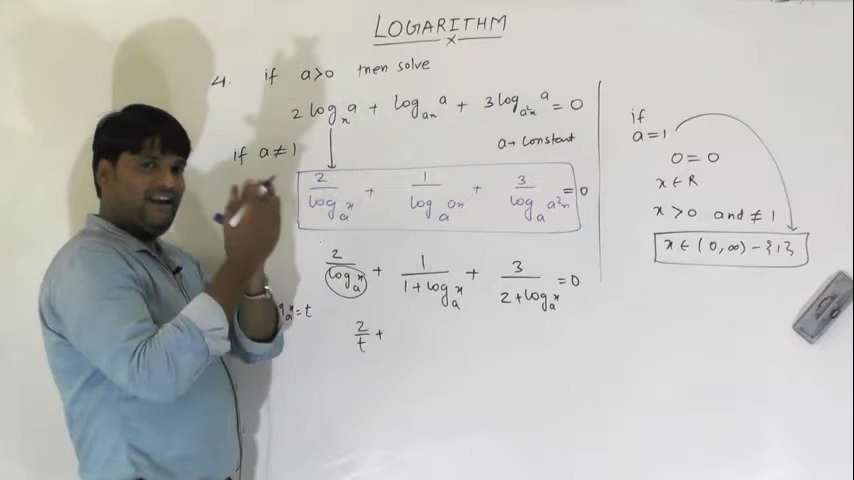 LOGARITHM
x
4. if a>0 then solve
2 log_x a + log_ax a + 3 log_a²x a = 0
a → constant
if a ≠ 1
2/log_a x + 1/log_a ax + 3/log_a a²x = 0
2/log_a x + 1/(1 + log_a x) + 3/(2 + log_a x) = 0
= t
2/t +
if
a = 1
0 = 0
x ∈ R
x > 0 and ≠ 1
x ∈ (0, ∞) - {1}